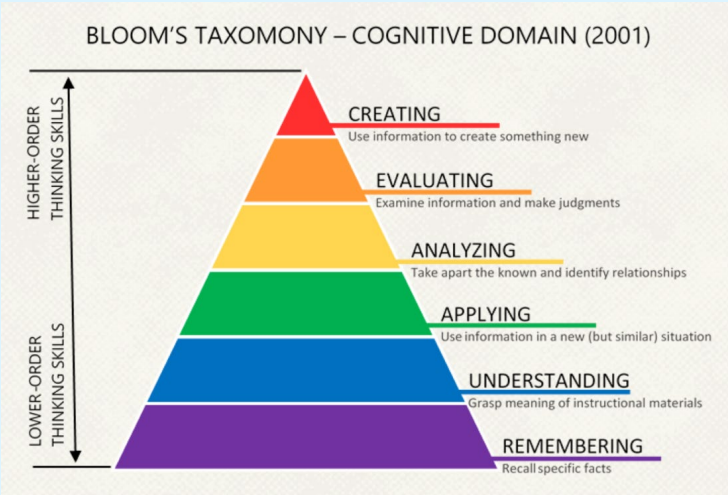 BLOOM'S TAXOMONY – COGNITIVE DOMAIN (2001)
HIGHER-ORDER
THINKING SKILLS
LOWER-ORDER
THINKING SKILLS
CREATING
Use information to create something new
EVALUATING
Examine information and make judgments
ANALYZING
Take apart the known and identify relationships
APPLYING
Use information in a new (but similar) situation
UNDERSTANDING
Grasp meaning of instructional materials
REMEMBERING
Recall specific facts